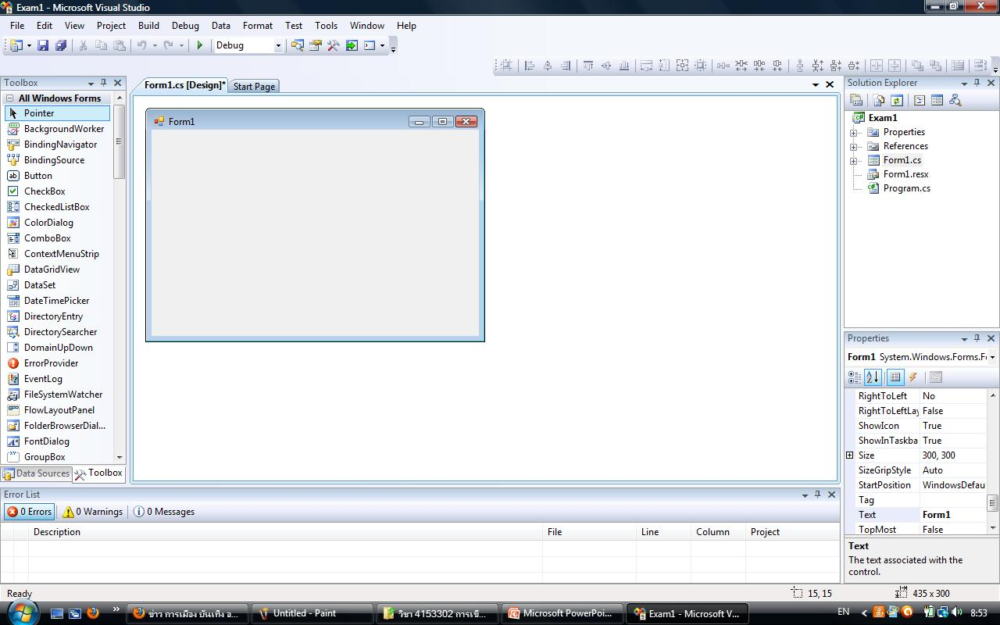 Exam1 - Microsoft Visual Studio
File Edit View Project Build Debug Data Format Test Tools Window Help
Debug
Toolbox
All Windows Forms
Pointer
BackgroundWorker
BindingNavigator
BindingSource
Button
CheckBox
CheckedListBox
ColorDialog
ComboBox
ContextMenuStrip
DataGridView
DataSet
DateTimePicker
DirectoryEntry
DirectorySearcher
DomainUpDown
ErrorProvider
EventLog
FileSystemWatcher
FlowLayoutPanel
FolderBrowserDial...
FontDialog
GroupBox
Data Sources Toolbox
Form1.cs [Design]* Start Page
Form1
Solution Explorer
Exam1
Properties
References
Form1.cs
Form1.resx
Program.cs
Properties
Form1 System.Windows.Forms.F
RightToLeft No
RightToLeftLay False
ShowIcon True
ShowInTaskba True
Size 300, 300
SizeGripStyle Auto
StartPosition WindowsDefau
Tag
Text Form1
TopMost False
Text
The text associated with the
control.
Error List
0 Errors 0 Warnings 0 Messages
Description File Line Column Project
Ready 15, 15 435 x 300
ข่าว การเมือง บันเทิง อ... Untitled - Paint วิชา 4153302 การเขี... Microsoft PowerPoi... Exam1 - Microsoft V... EN 8:53